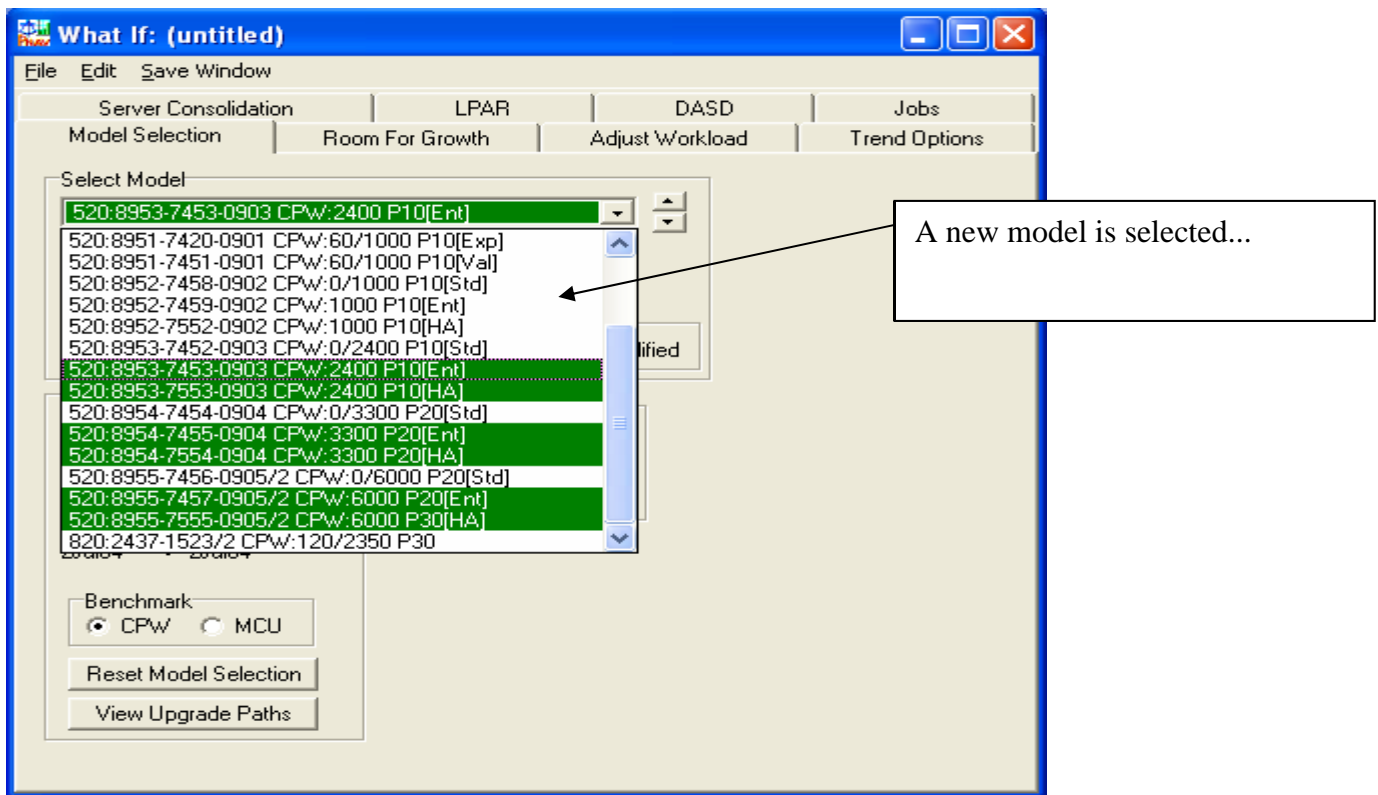 What If: (untitled)
File Edit Save Window
Server Consolidation LPAR DASD Jobs
Model Selection Room For Growth Adjust Workload Trend Options
Select Model
520:8953-7453-0903 CPW:2400 P10[Ent]
520:8951-7420-0901 CPW:60/1000 P10[Exp]
520:8951-7451-0901 CPW:60/1000 P10[Val]
520:8952-7458-0902 CPW:0/1000 P10[Std]
520:8952-7459-0902 CPW:1000 P10[Ent]
520:8952-7552-0902 CPW:1000 P10[HA]
520:8953-7452-0903 CPW:0/2400 P10[Std]
520:8953-7453-0903 CPW:2400 P10[Ent]
520:8953-7553-0903 CPW:2400 P10[HA]
520:8954-7454-0904 CPW:0/3300 P20[Std]
520:8954-7455-0904 CPW:3300 P20[Ent]
520:8954-7554-0904 CPW:3300 P20[HA]
520:8955-7456-0905/2 CPW:0/6000 P20[Std]
520:8955-7457-0905/2 CPW:6000 P20[Ent]
520:8955-7555-0905/2 CPW:6000 P30[HA]
820:2437-1523/2 CPW:120/2350 P30
Benchmark
CPW MCU
Reset Model Selection
View Upgrade Paths
A new model is selected...